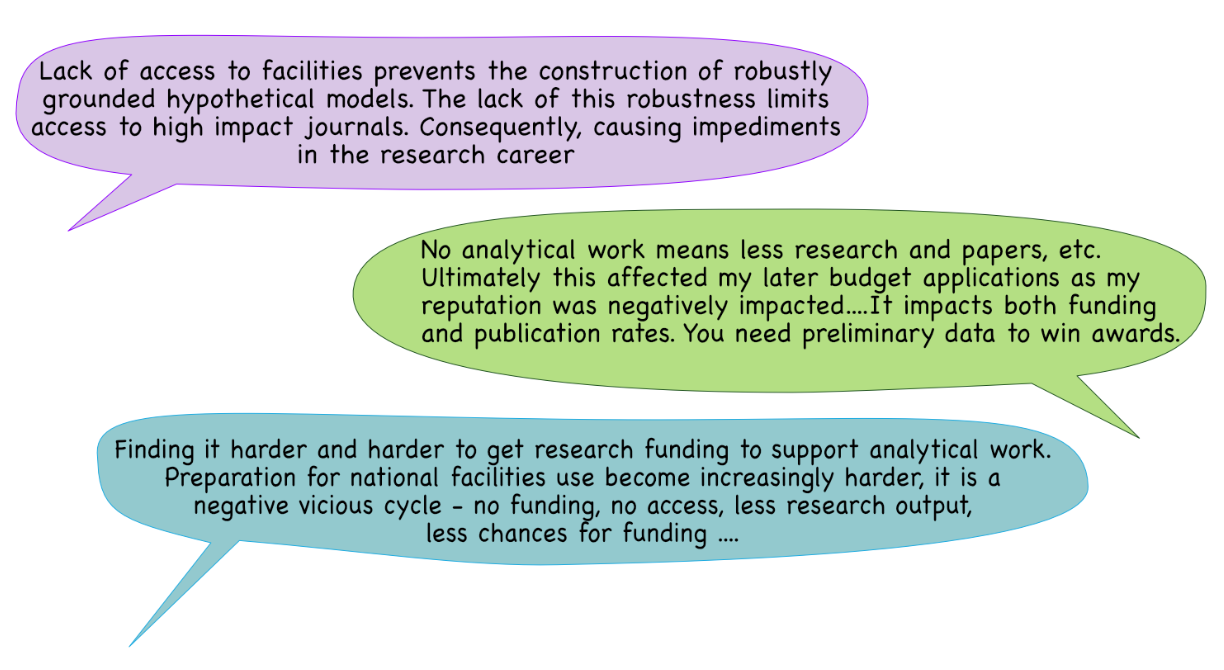 Lack of access to facilities prevents the construction of robustly
grounded hypothetical models. The lack of this robustness limits
access to high impact journals. Consequently, causing impediments
in the research career
No analytical work means less research and papers, etc.
Ultimately this affected my later budget applications as my
reputation was negatively impacted....It impacts both funding
and publication rates. You need preliminary data to win awards.
Finding it harder and harder to get research funding to support analytical work.
Preparation for national facilities use become increasingly harder, it is a
negative vicious cycle - no funding, no access, less research output,
less chances for funding ....